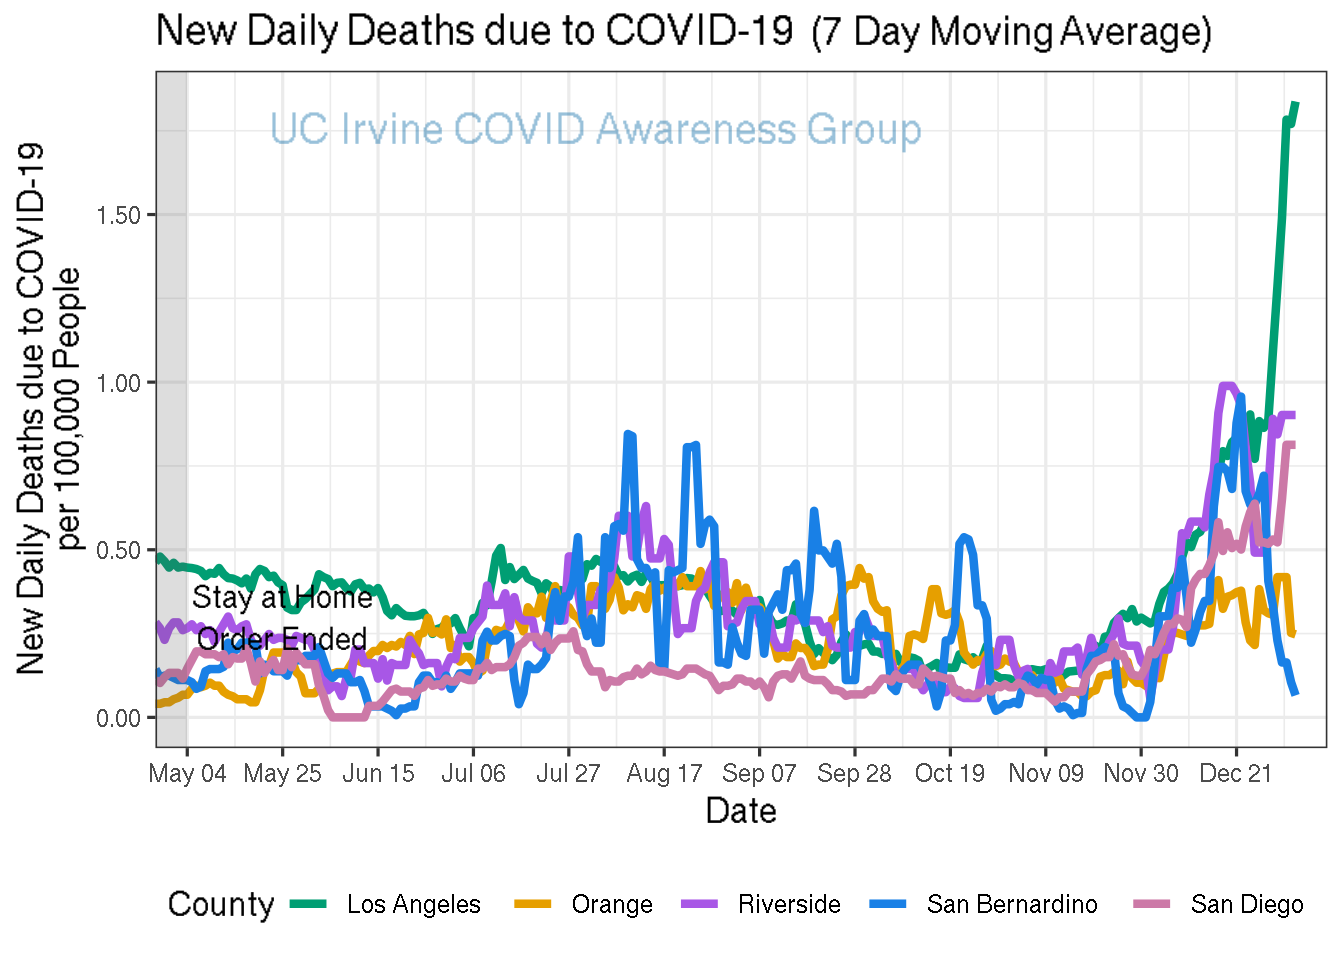 New Daily Deaths due to COVID-19 (7 Day Moving Average)
UC Irvine COVID Awareness Group
New Daily Deaths due to COVID-19
per 100,000 People
1.50
1.00
0.50
0.00
Stay at Home
Order Ended
May 04 May 25 Jun 15 Jul 06 Jul 27 Aug 17 Sep 07 Sep 28 Oct 19 Nov 09 Nov 30 Dec 21
Date
County Los Angeles Orange Riverside San Bernardino San Diego